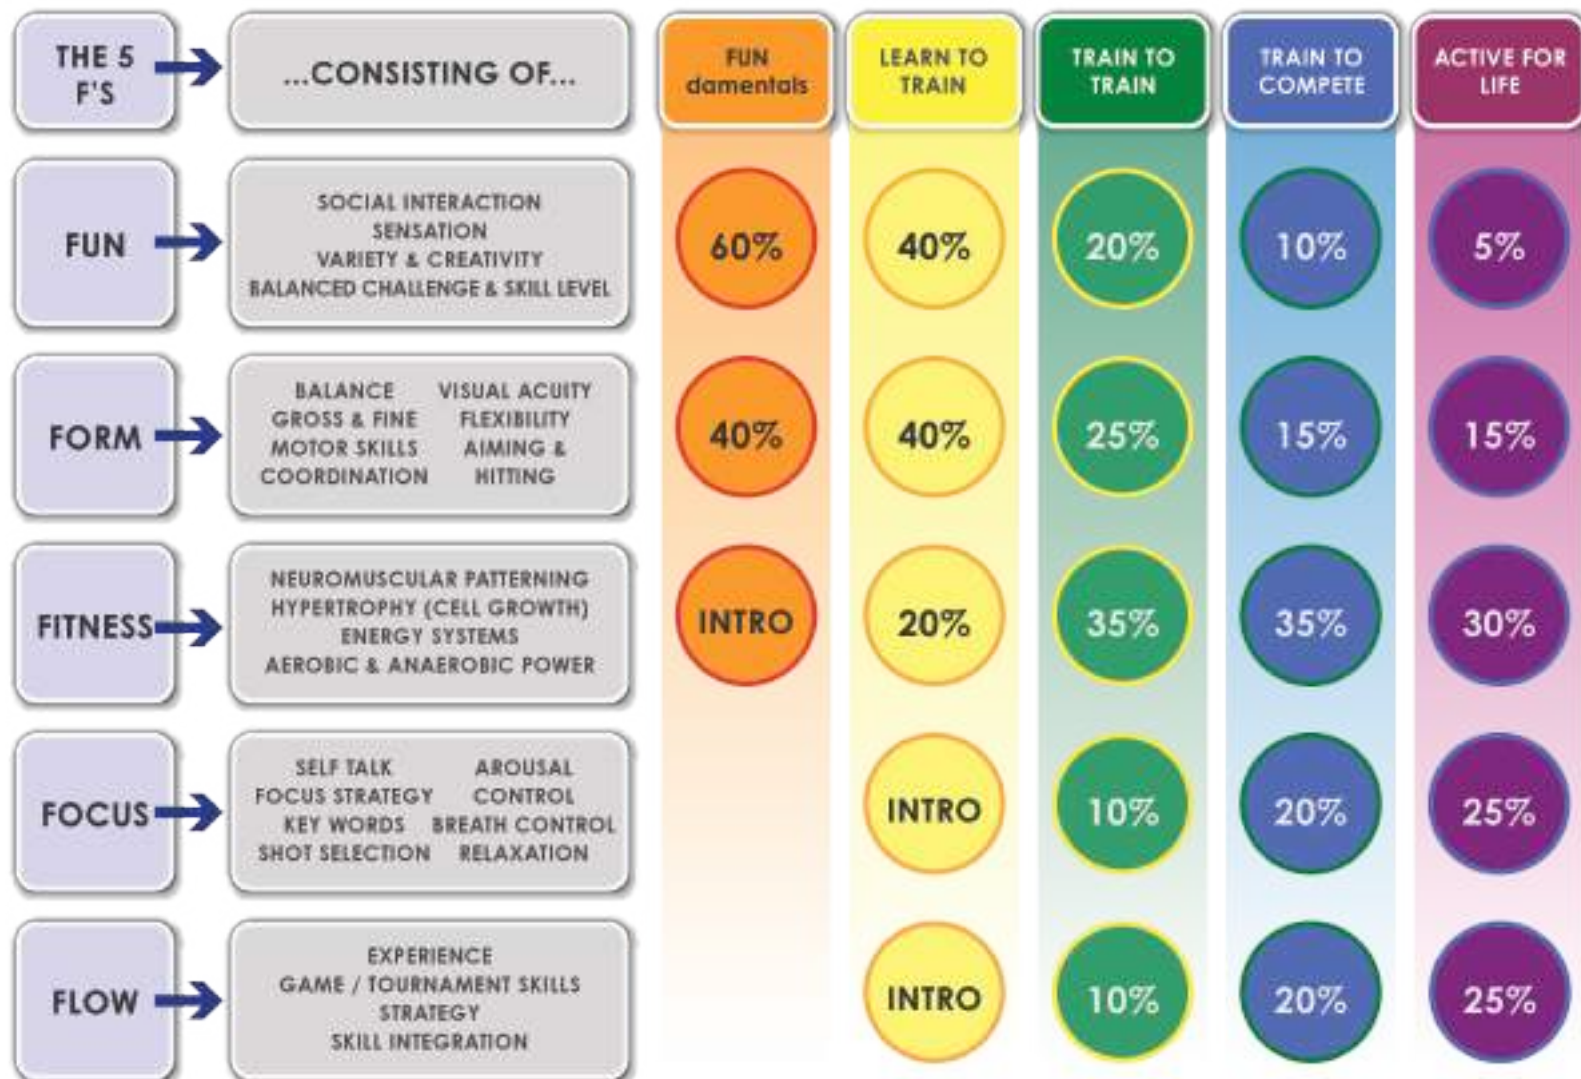 THE 5
F'S
...CONSISTING OF...
FUN
damentals
LEARN TO
TRAIN
TRAIN TO
TRAIN
TRAIN TO
COMPETE
ACTIVE FOR
LIFE
FUN
SOCIAL INTERACTION
SENSATION
VARIETY & CREATIVITY
BALANCED CHALLENGE & SKILL LEVEL
60%
40%
20%
10%
5%
FORM
BALANCE
GROSS & FINE
MOTOR SKILLS
COORDINATION
VISUAL ACUITY
FLEXIBILITY
AIMING &
HITTING
40%
40%
25%
15%
15%
FITNESS
NEUROMUSCULAR PATTERNING
HYPERTROPHY (CELL GROWTH)
ENERGY SYSTEMS
AEROBIC & ANAEROBIC POWER
INTRO
20%
35%
35%
30%
FOCUS
SELF TALK
FOCUS STRATEGY
KEY WORDS
SHOT SELECTION
AROUSAL
CONTROL
BREATH CONTROL
RELAXATION
INTRO
10%
20%
25%
FLOW
EXPERIENCE
GAME / TOURNAMENT SKILLS
STRATEGY
SKILL INTEGRATION
INTRO
10%
20%
25%